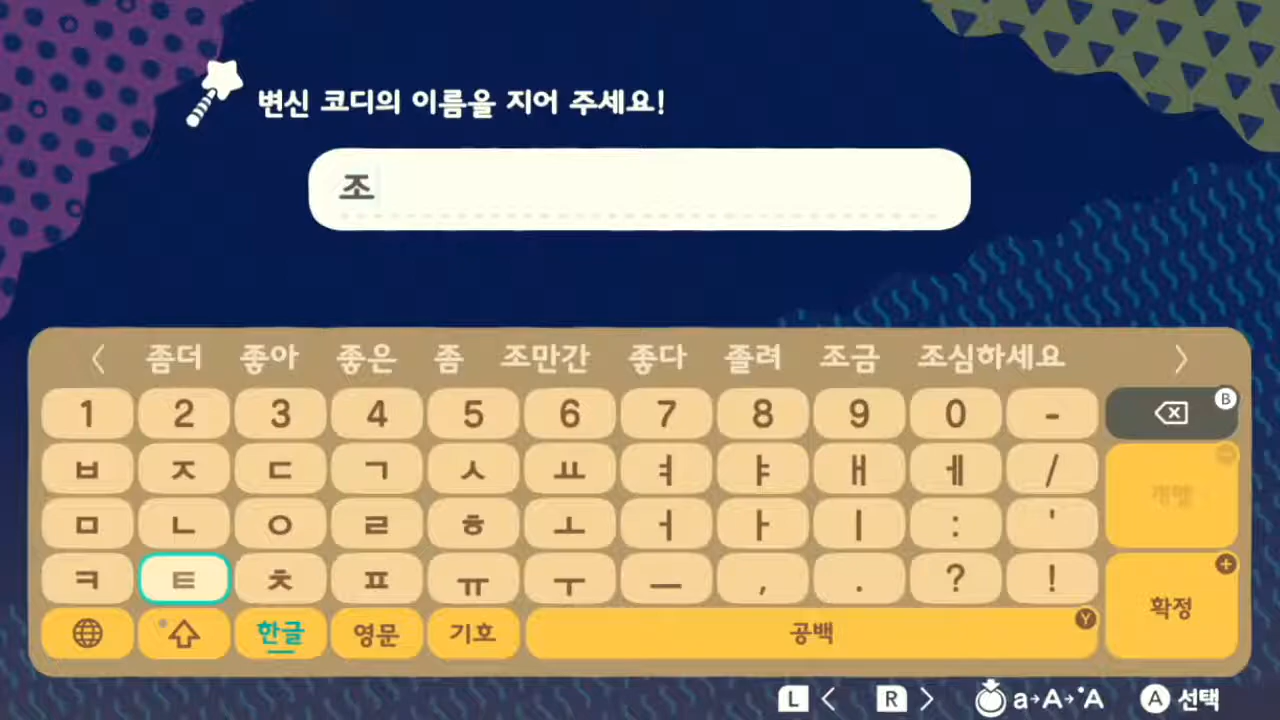 변신 코디의 이름을 지어 주세요!
조
좀더 좋아 좋은 좀 조만간 좋다 졸려 조금 조심하세요
1 2 3 4 5 6 7 8 9 0 - B
ㅂ ㅈ ㄷ ㄱ ㅅ ㅛ ㅕ ㅑ ㅐ ㅔ /
개행
ㅁ ㄴ ㅇ ㄹ ㅎ ㅗ ㅓ ㅏ ㅣ : '
ㅋ ㅌ ㅊ ㅍ ㅠ ㅜ ㅡ , . ? ! +
확정
한글 영문 기호 공백 Y
L R a→A→•A A 선택